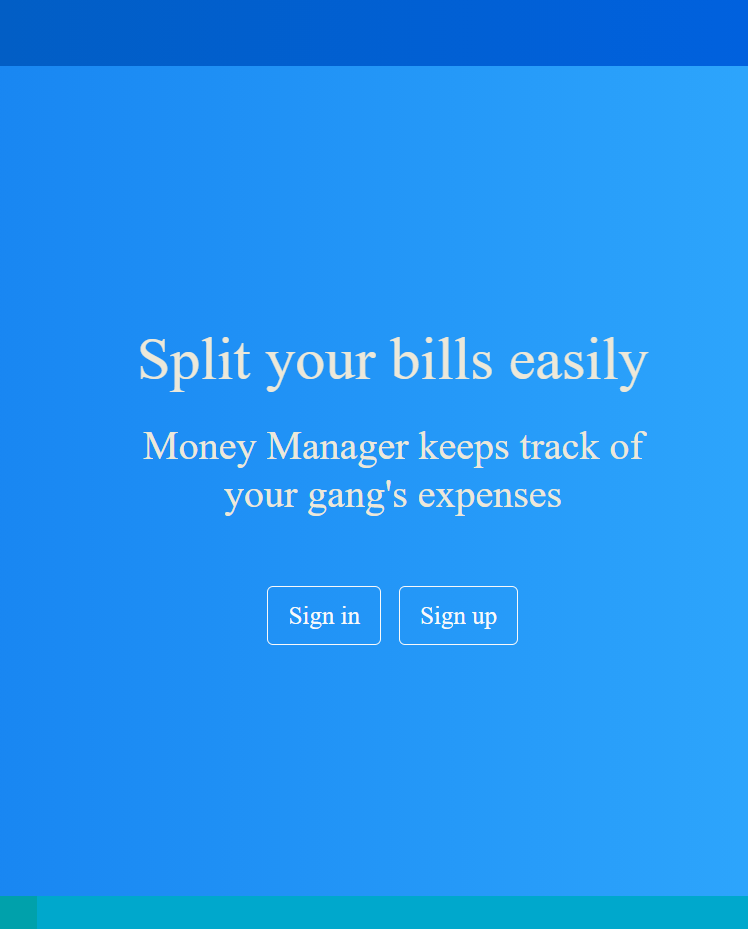 Split your bills easily
Money Manager keeps track of
your gang's expenses
Sign in Sign up